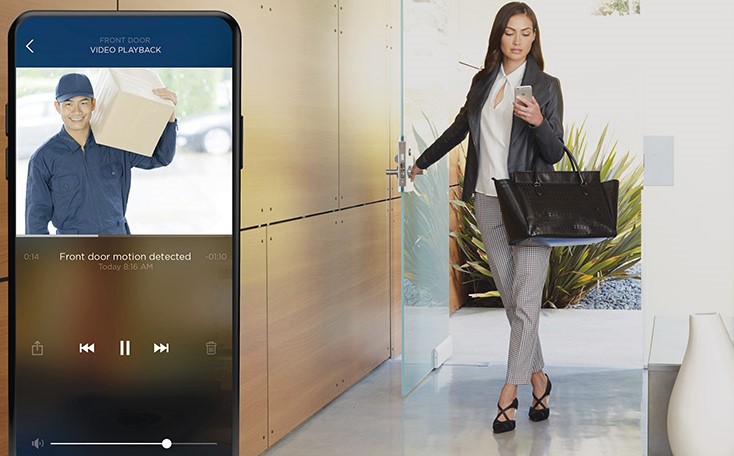 FRONT DOOR
VIDEO PLAYBACK
0:14 Front door motion detected -01:10
Today 8:16 AM